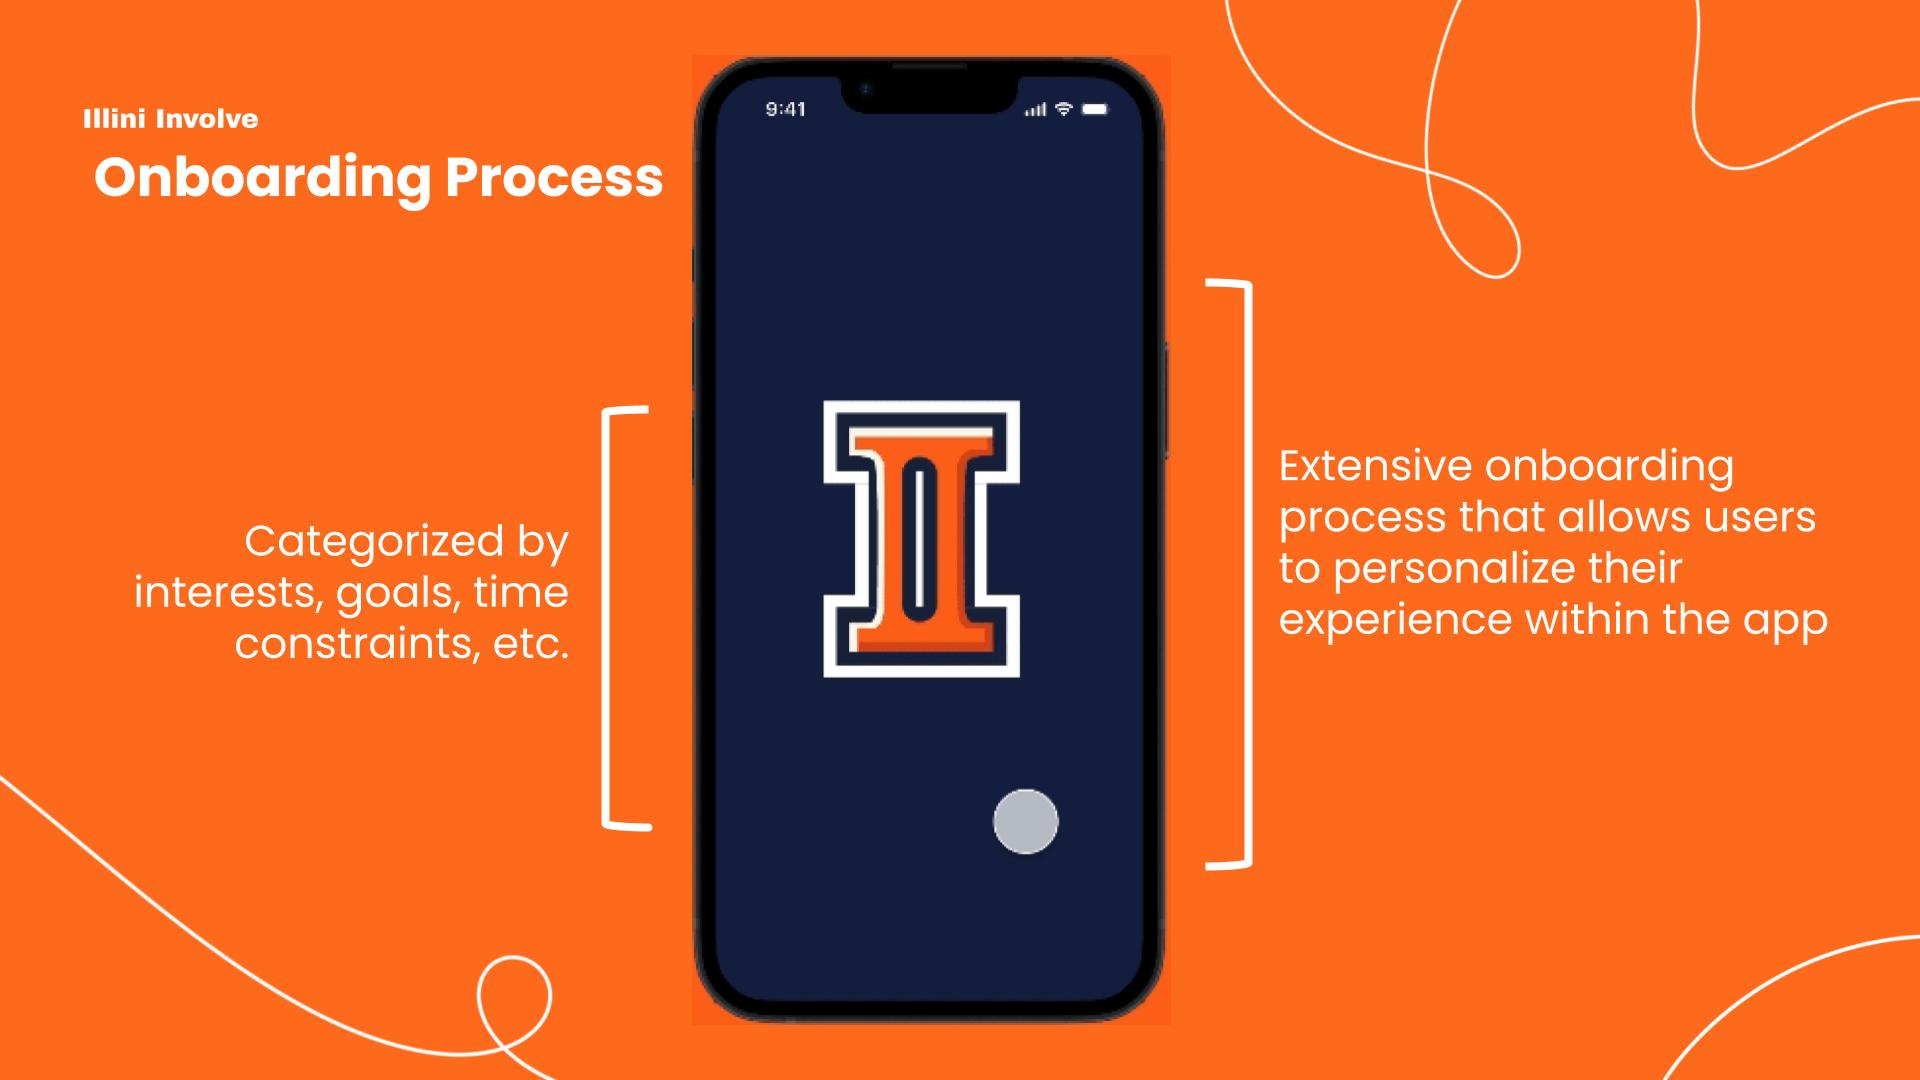 Illini Involve
Onboarding Process
9:41
Categorized by
interests, goals, time
constraints, etc.
Extensive onboarding
process that allows users
to personalize their
experience within the app